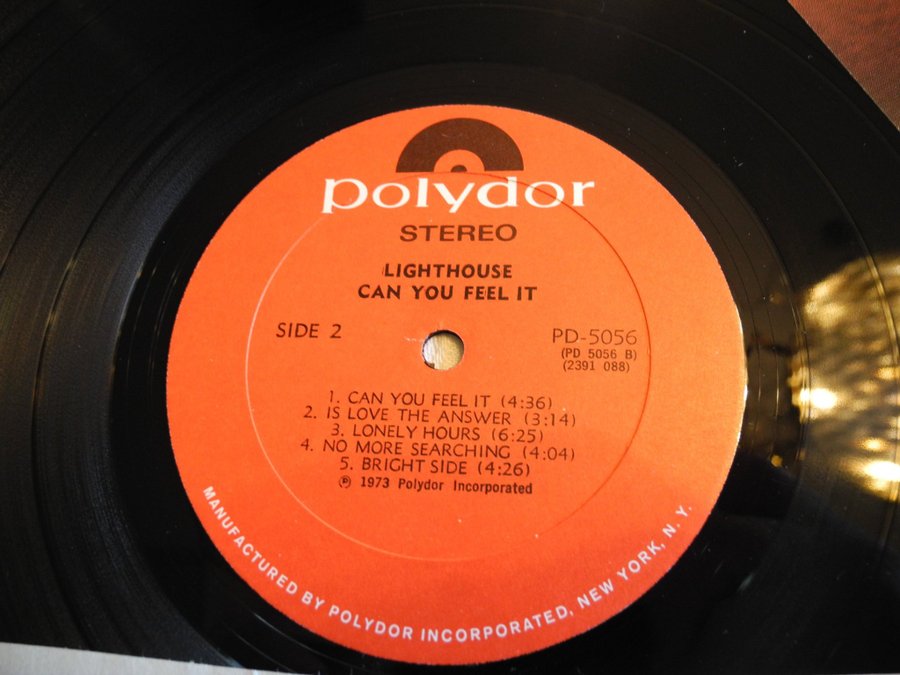 polydor
STEREO
LIGHTHOUSE
CAN YOU FEEL IT
SIDE 2
PD-5056
(PD 5056 B)
(2391 088)
1. CAN YOU FEEL IT (4:36)
2. IS LOVE THE ANSWER (3:14)
3. LONELY HOURS (6:25)
4. NO MORE SEARCHING (4:04)
5. BRIGHT SIDE (4:26)
℗ 1973 Polydor Incorporated
MANUFACTURED BY POLYDOR INCORPORATED, NEW YORK, N. Y.